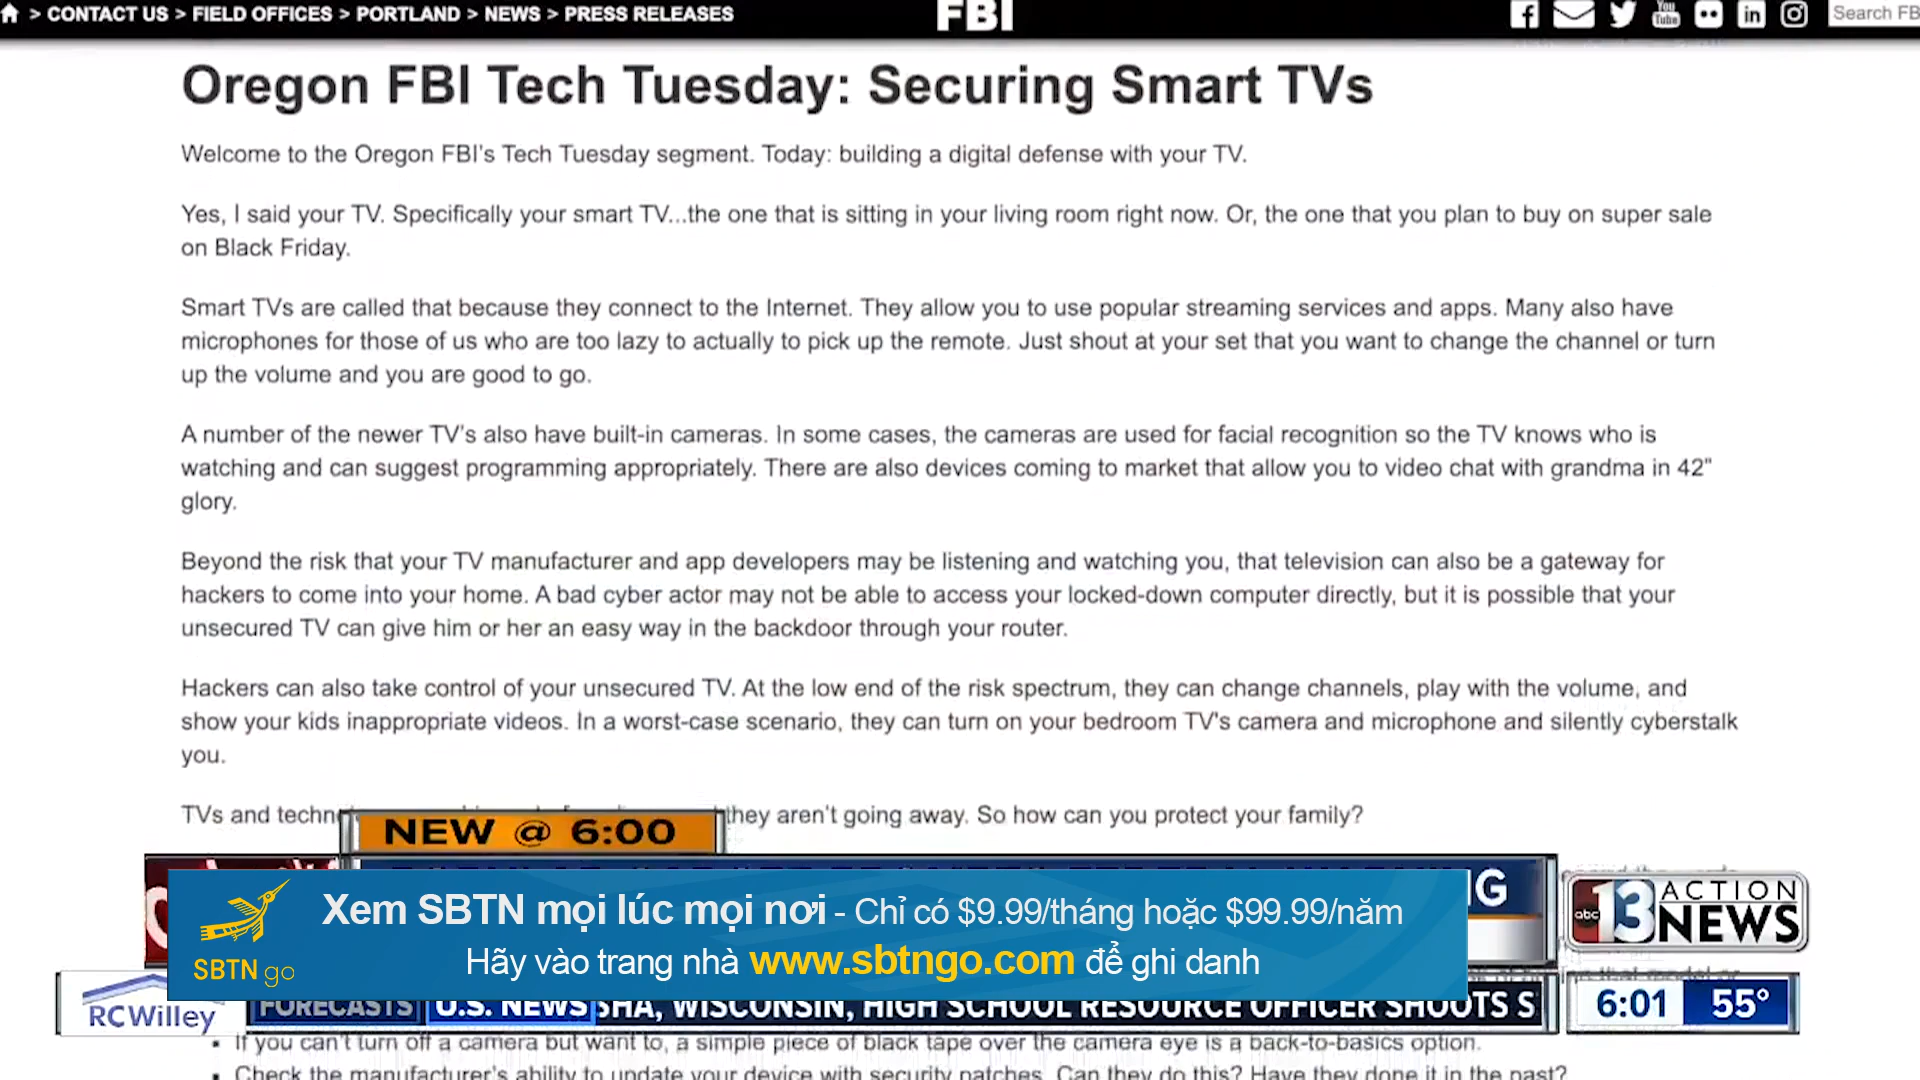 > CONTACT US > FIELD OFFICES > PORTLAND > NEWS > PRESS RELEASES
FBI
You Tube
in
Search FB
Oregon FBI Tech Tuesday: Securing Smart TVs
Welcome to the Oregon FBI's Tech Tuesday segment. Today: building a digital defense with your TV.
Yes, I said your TV. Specifically your smart TV...the one that is sitting in your living room right now. Or, the one that you plan to buy on super sale
on Black Friday.
Smart TVs are called that because they connect to the Internet. They allow you to use popular streaming services and apps. Many also have
microphones for those of us who are too lazy to actually to pick up the remote. Just shout at your set that you want to change the channel or turn
up the volume and you are good to go.
A number of the newer TV's also have built-in cameras. In some cases, the cameras are used for facial recognition so the TV knows who is
watching and can suggest programming appropriately. There are also devices coming to market that allow you to video chat with grandma in 42"
glory.
Beyond the risk that your TV manufacturer and app developers may be listening and watching you, that television can also be a gateway for
hackers to come into your home. A bad cyber actor may not be able to access your locked-down computer directly, but it is possible that your
unsecured TV can give him or her an easy way in the backdoor through your router.
Hackers can also take control of your unsecured TV. At the low end of the risk spectrum, they can change channels, play with the volume, and
show your kids inappropriate videos. In a worst-case scenario, they can turn on your bedroom TV's camera and microphone and silently cyberstalk
you.
TVs and techn they aren't going away. So how can you protect your family?
NEW @ 6:00
G
Xem SBTN mọi lúc mọi nơi - Chỉ có $9.99/tháng hoặc $99.99/năm
Hãy vào trang nhà www.sbtngo.com để ghi danh
SBTN go
abc 13 ACTION NEWS
RCWilley
FORECASTS U.S. NEWS SHA, WISCONSIN, HIGH SCHOOL RESOURCE OFFICER SHOOTS S
6:01 55°
If you can't turn off a camera but want to, a simple piece of black tape over the camera eye is a back-to-basics option.
Check the manufacturer's ability to update your device with security patches. Can they do this? Have they done it in the past?